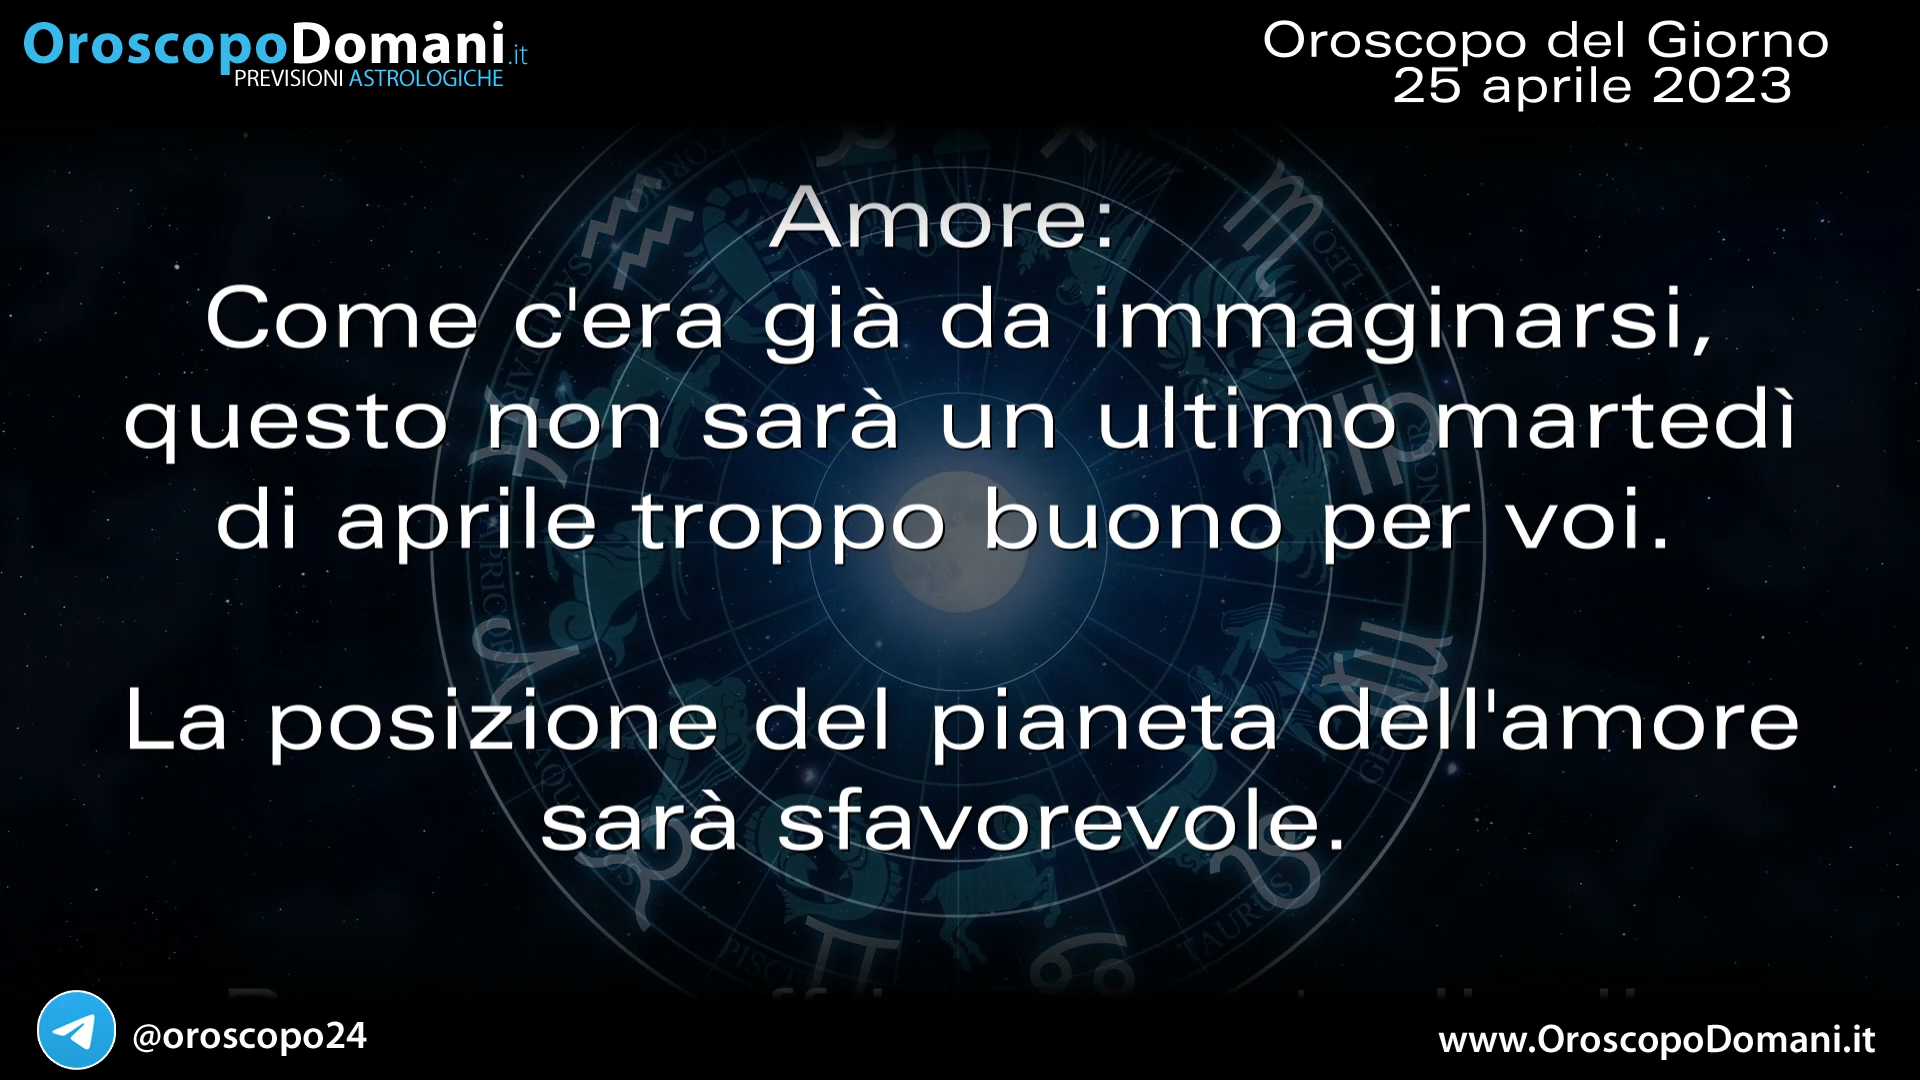 OroscopoDomani.it
PREVISIONI ASTROLOGICHE
Oroscopo del Giorno
25 aprile 2023
Amore:
Come c'era già da immaginarsi,
questo non sarà un ultimo martedì
di aprile troppo buono per voi.
La posizione del pianeta dell'amore
sarà sfavorevole.
LEO
TAURUS
@oroscopo24
www.OroscopoDomani.it